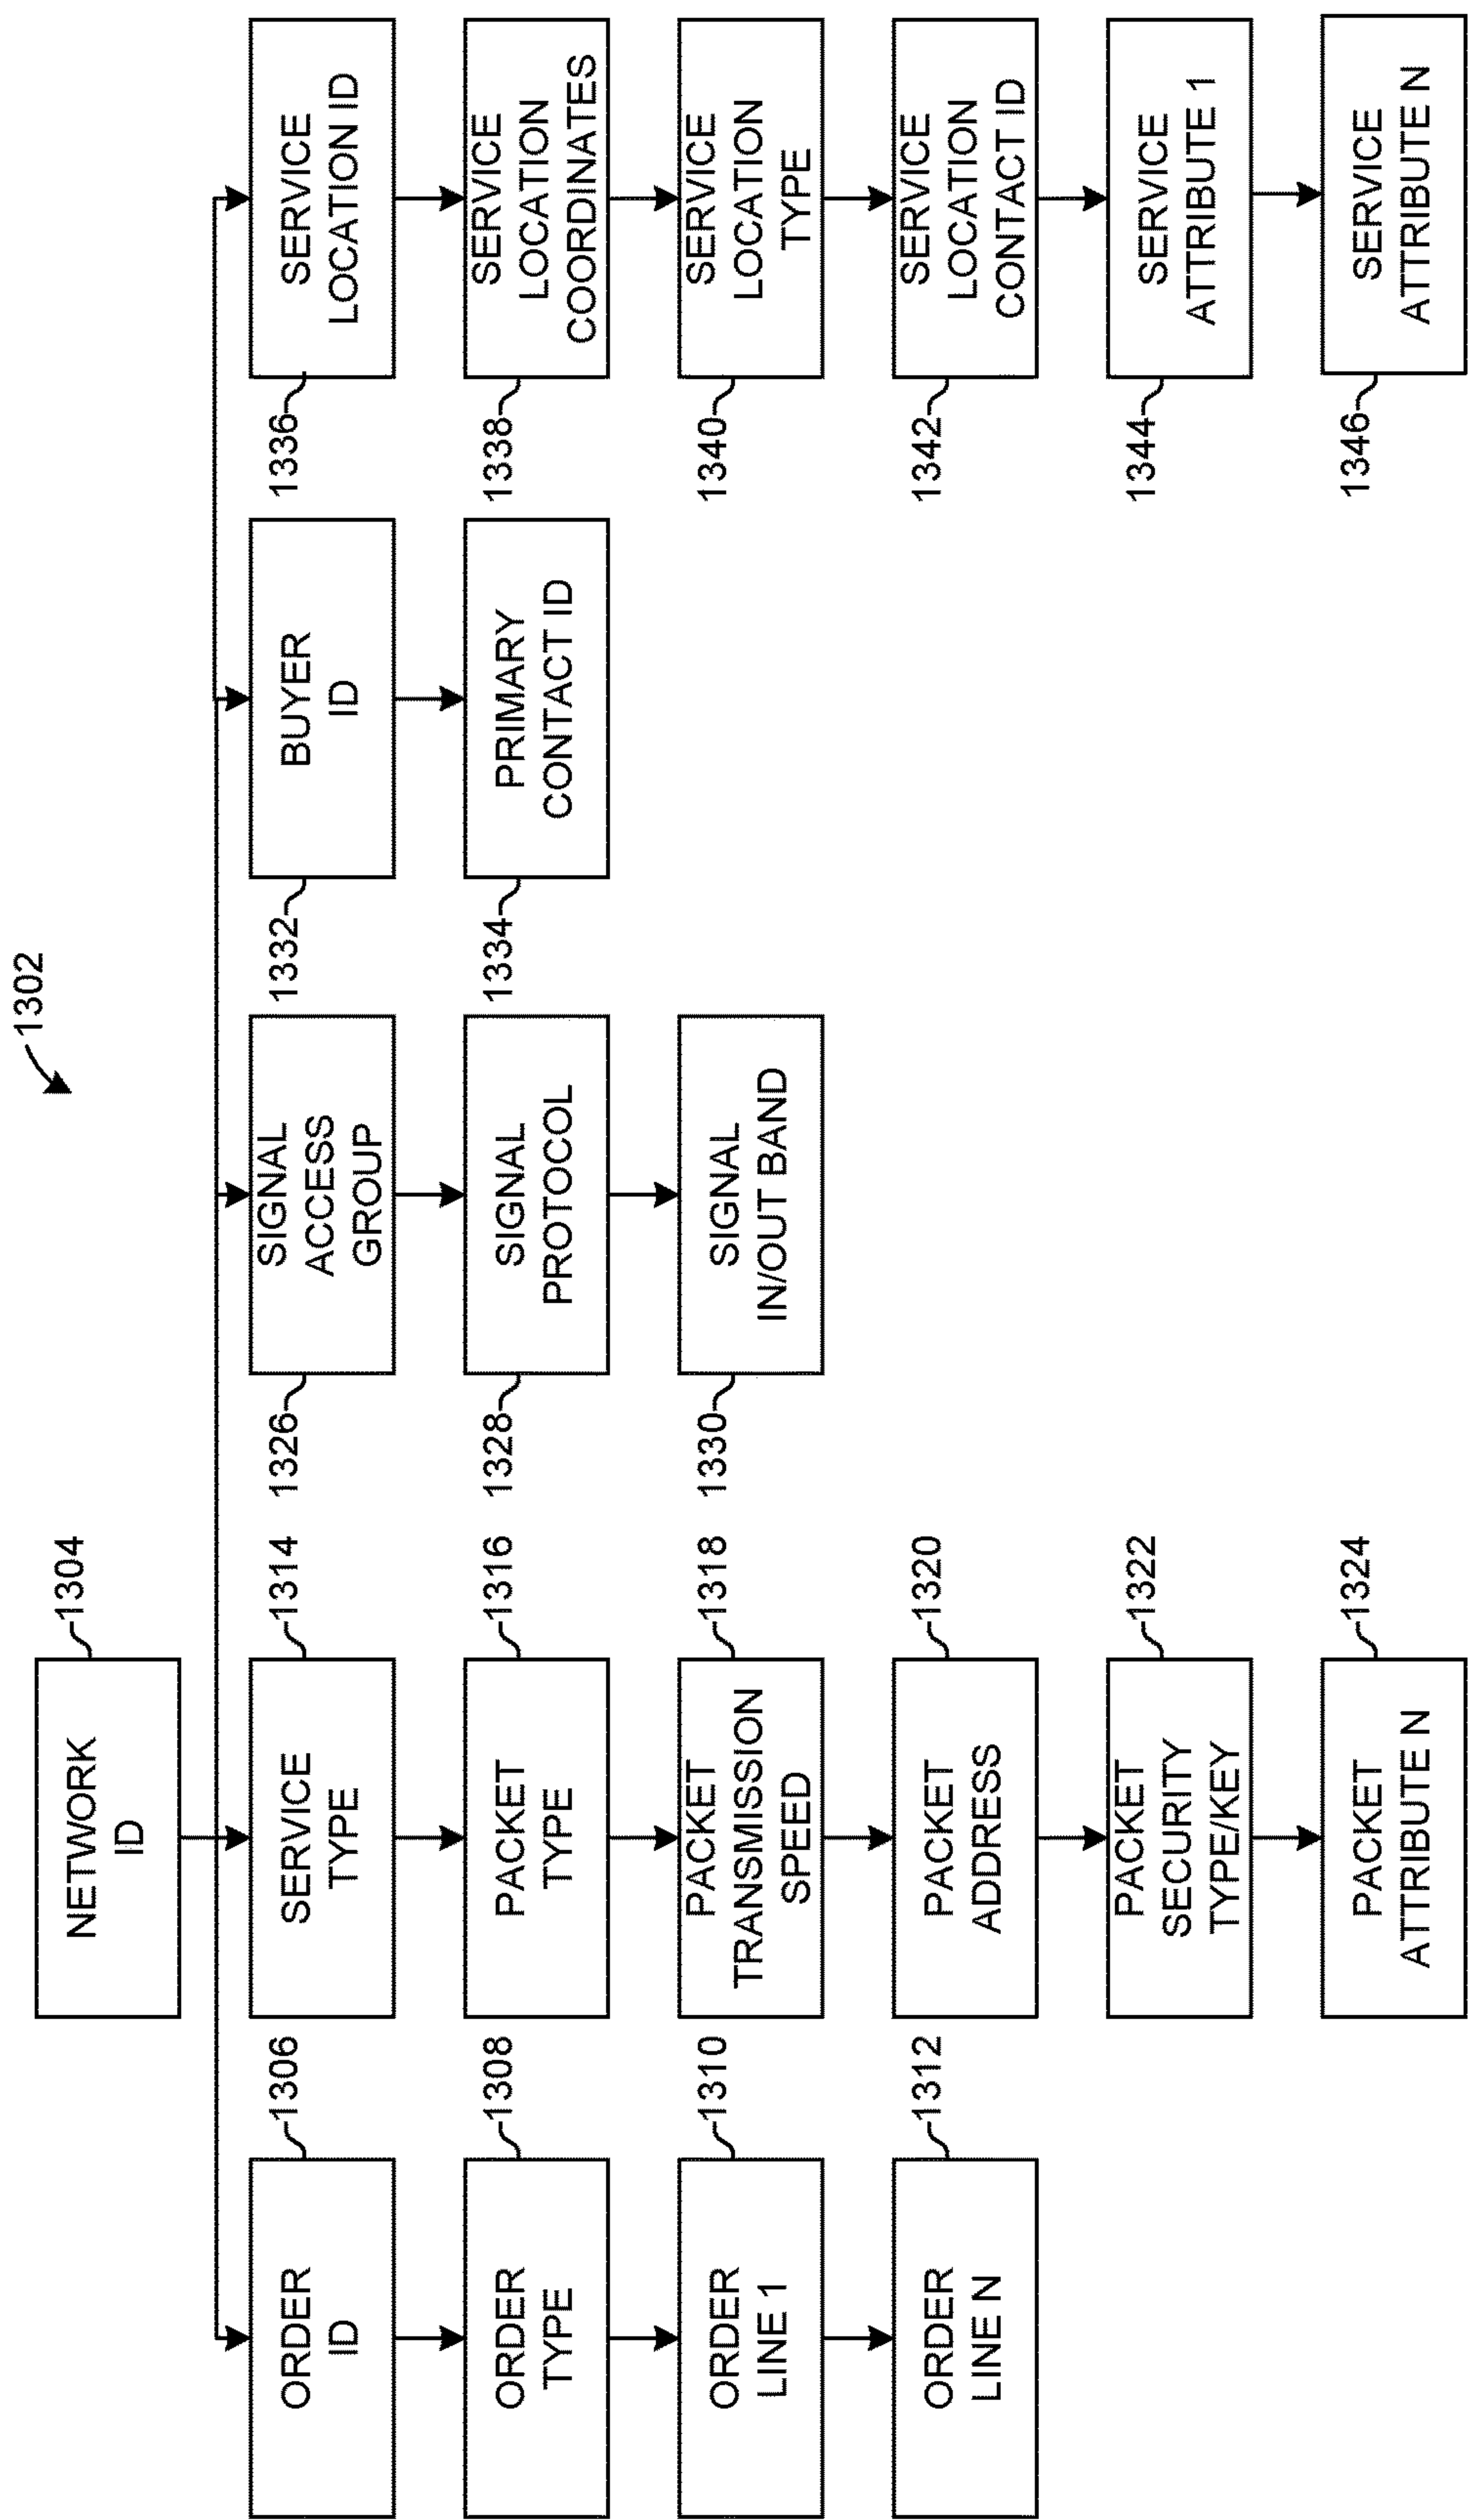 1302
NETWORK
ID
1304
ORDER
ID
1306
ORDER
TYPE
1308
ORDER
LINE 1
1310
ORDER
LINE N
1312
SERVICE
TYPE
1314
PACKET
TYPE
1316
PACKET
TRANSMISSION
SPEED
1318
PACKET
ADDRESS
1320
PACKET
SECURITY
TYPE/KEY
1322
PACKET
ATTRIBUTE N
1324
SIGNAL
ACCESS
GROUP
1326
SIGNAL
PROTOCOL
1328
SIGNAL
IN/OUT BAND
1330
BUYER
ID
1332
PRIMARY
CONTACT ID
1334
SERVICE
LOCATION ID
1336
SERVICE
LOCATION
COORDINATES
1338
SERVICE
LOCATION
TYPE
1340
SERVICE
LOCATION
CONTACT ID
1342
SERVICE
ATTRIBUTE 1
1344
SERVICE
ATTRIBUTE N
1346